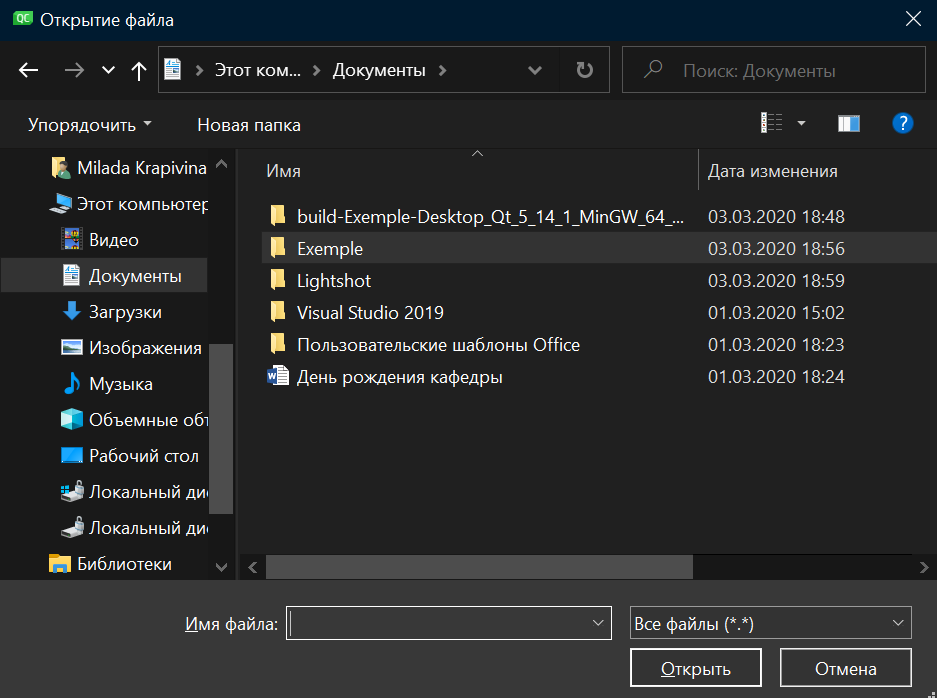 QC Открытие файла
Этот ком... Документы
Поиск: Документы
Упорядочить Новая папка
?
Имя Дата изменения
Milada Krapivina
Этот компьютер
Видео
Документы
Загрузки
Изображения
Музыка
Объемные об
Рабочий стол
Локальный ди
Локальный ди
Библиотеки
build-Exemple-Desktop_Qt_5_14_1_MinGW_64_... 03.03.2020 18:48
Exemple 03.03.2020 18:56
Lightshot 03.03.2020 18:59
Visual Studio 2019 01.03.2020 15:02
Пользовательские шаблоны Office 01.03.2020 18:23
День рождения кафедры 01.03.2020 18:24
Имя файла:
Все файлы (*.*)
Открыть Отмена